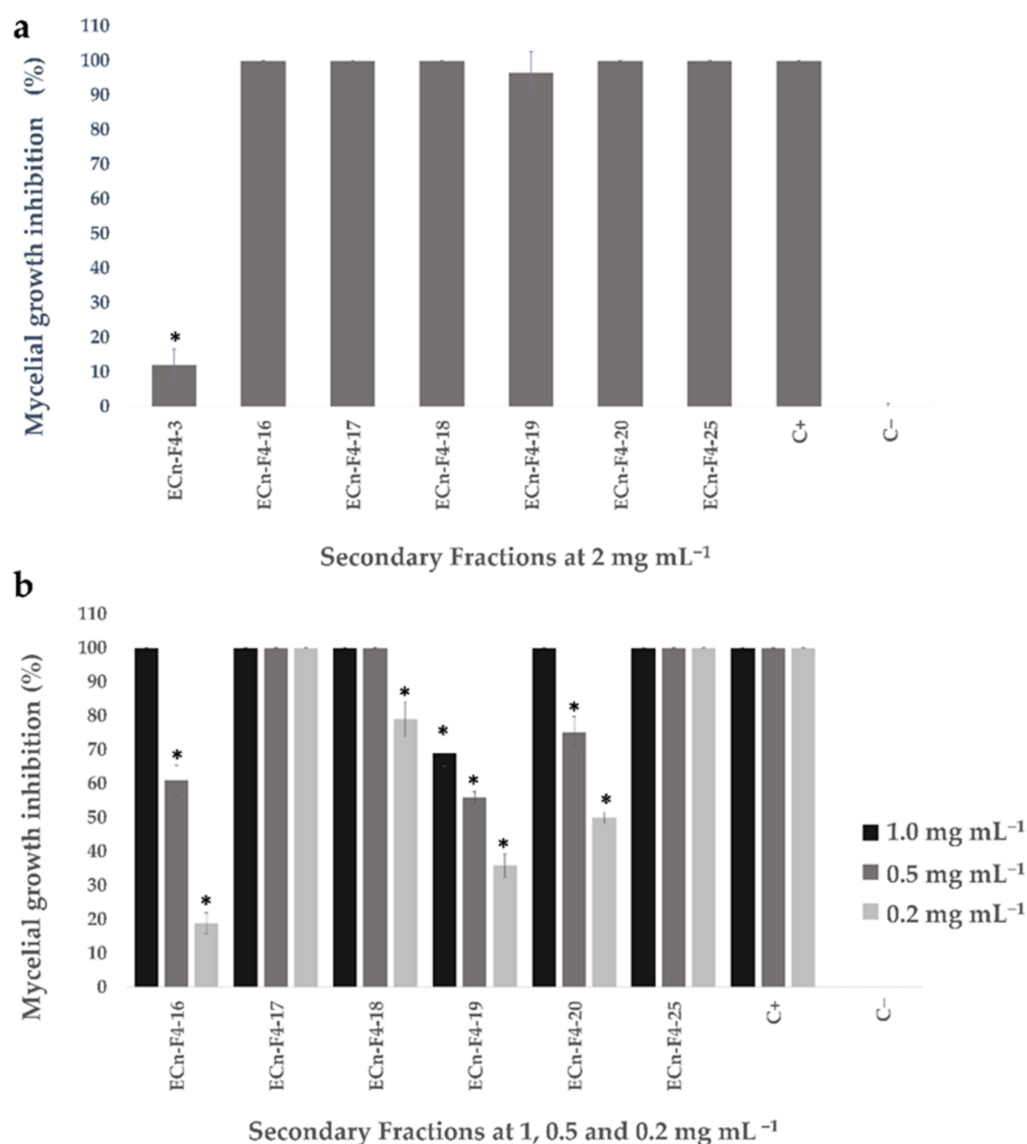 a
Mycelial growth inhibition (%)
110
100
90
80
70
60
50
40
30
20
10
0
*
ECn-F4-3
ECn-F4-16
ECn-F4-17
ECn-F4-18
ECn-F4-19
ECn-F4-20
ECn-F4-25
C+
C−
Secondary Fractions at 2 mg mL⁻¹
b
Mycelial growth inhibition (%)
110
100
90
80
70
60
50
40
30
20
10
0
*
*
*
*
*
*
*
*
1.0 mg mL⁻¹
0.5 mg mL⁻¹
0.2 mg mL⁻¹
ECn-F4-16
ECn-F4-17
ECn-F4-18
ECn-F4-19
ECn-F4-20
ECn-F4-25
C+
C−
Secondary Fractions at 1, 0.5 and 0.2 mg mL⁻¹